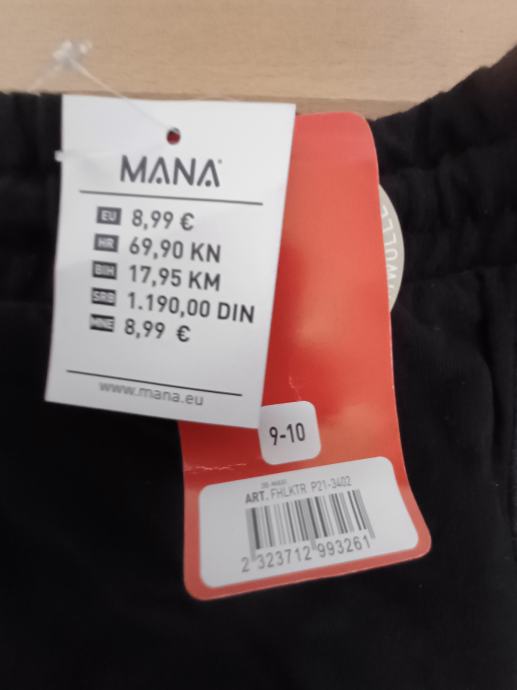 MANA
EU 8,99 €
HR 69,90 KN
BIH 17,95 KM
SRB 1.190,00 DIN
MNE 8,99 €
www.mana.eu
9-10
ART. FHLKTR P21-3402
2 323712 993261